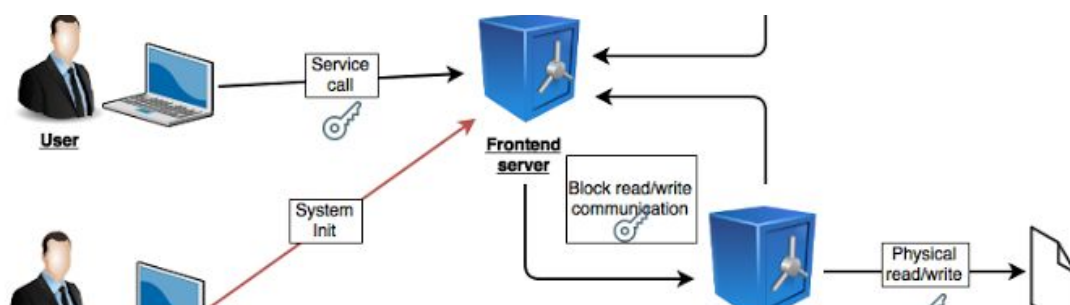 Service
call
User
Frontend
server
Block read/write
communication
System
Init
Physical
read/write